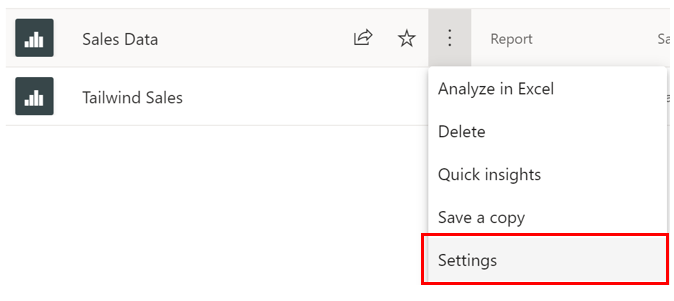 Sales Data Report Sa
Tailwind Sales
Analyze in Excel
Delete
Quick insights
Save a copy
Settings